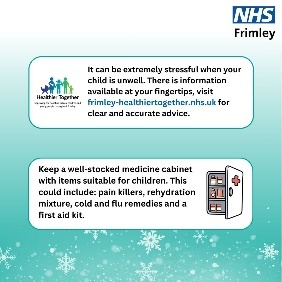 NHS
Frimley
It can be extremely stressful when your
child is unwell. There is information
available at your fingertips, visit
frimley-healthiertogether.nhs.uk for
clear and accurate advice.
Healthier Together
Keep a well-stocked medicine cabinet
with items suitable for children. This
could include: pain killers, rehydration
mixture, cold and flu remedies and a
first aid kit.